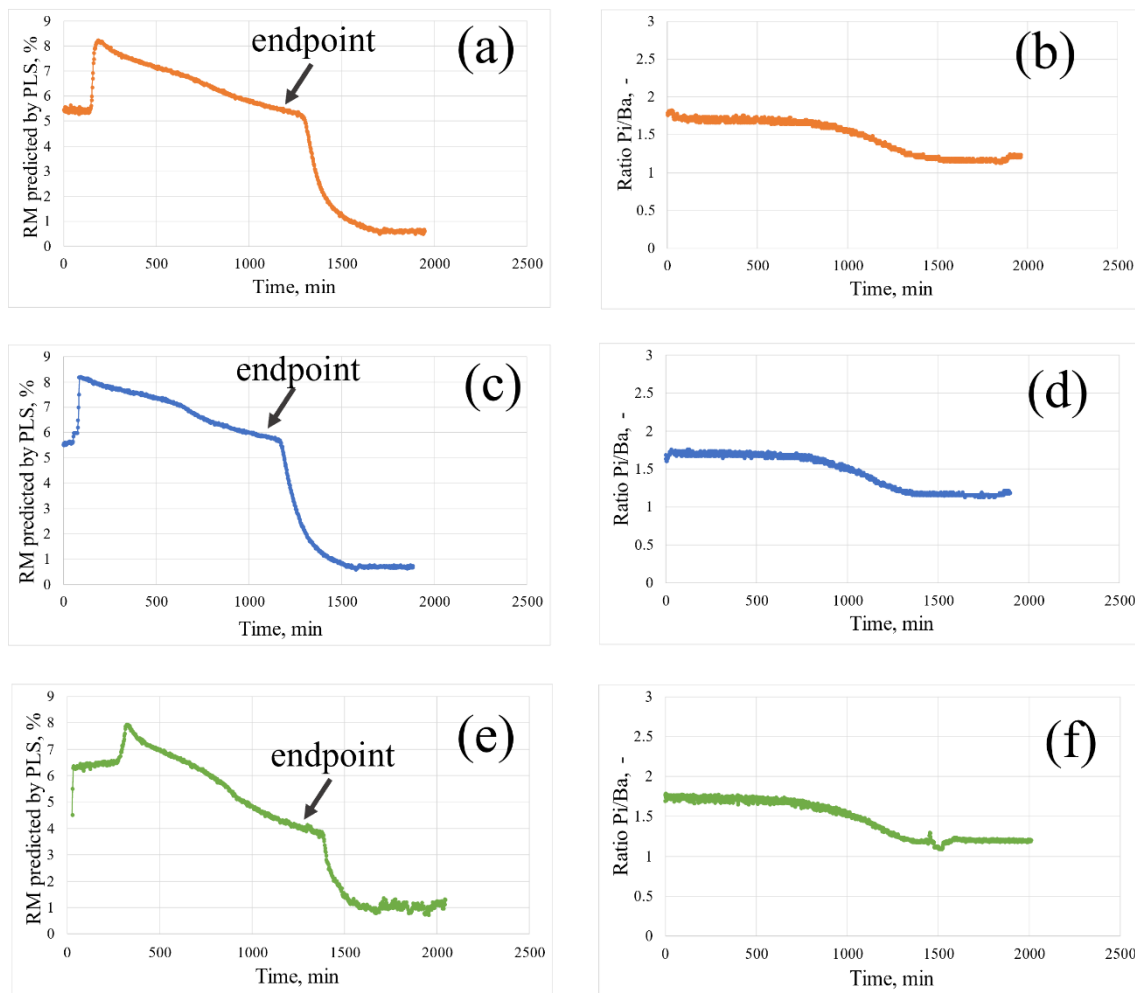 RM predicted by PLS, %
9
8
7
6
5
4
3
2
1
0
endpoint
(a)
0 500 1000 1500 2000 2500
Time, min
Ratio Pi/Ba, -
3
2.5
2
1.5
1
0.5
0
(b)
0 500 1000 1500 2000 2500
Time, min
RM predicted by PLS, %
9
8
7
6
5
4
3
2
1
0
endpoint
(c)
0 500 1000 1500 2000 2500
Time, min
Ratio Pi/Ba, -
3
2.5
2
1.5
1
0.5
0
(d)
0 500 1000 1500 2000 2500
Time, min
RM predicted by PLS, %
9
8
7
6
5
4
3
2
1
0
endpoint
(e)
0 500 1000 1500 2000 2500
Time, min
Ratio Pi/Ba, -
3
2.5
2
1.5
1
0.5
0
(f)
0 500 1000 1500 2000 2500
Time, min